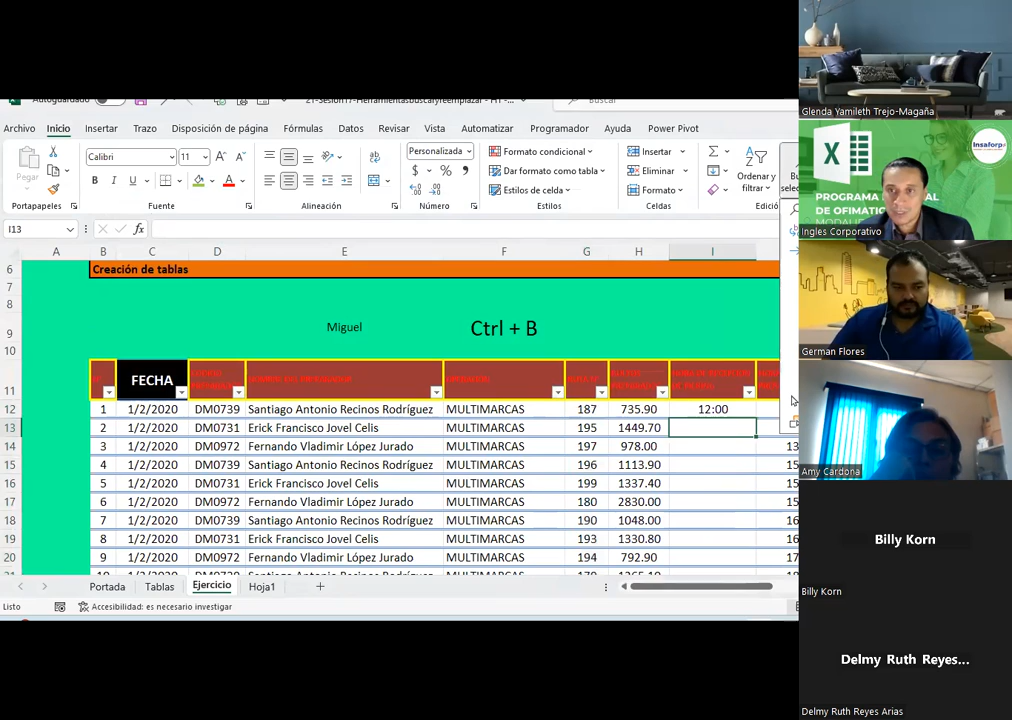 Autoguardado
21-Sesion17-Herramientasbuscaryreemplazar - H1 -...
Buscar
Archivo Inicio Insertar Trazo Disposición de página Fórmulas Datos Revisar Vista Automatizar Programador Ayuda Power Pivot
Pegar
Calibri 11
N K S
Personalizada
$ % 000
Formato condicional
Dar formato como tabla
Estilos de celda
Insertar
Eliminar
Formato
Ordenar y
filtrar
Portapapeles Fuente Alineación Número Estilos Celdas Edició
I13 fx
A B C D E F G H I
6 Creación de tablas
7
8
9 Miguel Ctrl + B
10
11 FECHA
12 1 1/2/2020 DM0739 Santiago Antonio Recinos Rodríguez MULTIMARCAS 187 735.90 12:00
13 2 1/2/2020 DM0731 Erick Francisco Jovel Celis MULTIMARCAS 195 1449.70
14 3 1/2/2020 DM0972 Fernando Vladimir López Jurado MULTIMARCAS 197 978.00 13
15 4 1/2/2020 DM0739 Santiago Antonio Recinos Rodríguez MULTIMARCAS 196 1113.90 15
16 5 1/2/2020 DM0731 Erick Francisco Jovel Celis MULTIMARCAS 199 1337.40 15
17 6 1/2/2020 DM0972 Fernando Vladimir López Jurado MULTIMARCAS 180 2830.00 15
18 7 1/2/2020 DM0739 Santiago Antonio Recinos Rodríguez MULTIMARCAS 190 1048.00 16
19 8 1/2/2020 DM0731 Erick Francisco Jovel Celis MULTIMARCAS 193 1330.80 16
20 9 1/2/2020 DM0972 Fernando Vladimir López Jurado MULTIMARCAS 194 792.90 17
Portada Tablas Ejercicio Hoja1 +
Listo Accesibilidad: es necesario investigar
Glenda Yamileth Trejo-Magaña
X
Insaforp
PROGRAMA
DE OFIMATI
Ingles Corporativo
German Flores
Amy Cardona
Billy Korn
Billy Korn
Delmy Ruth Reyes...
Delmy Ruth Reyes Arias